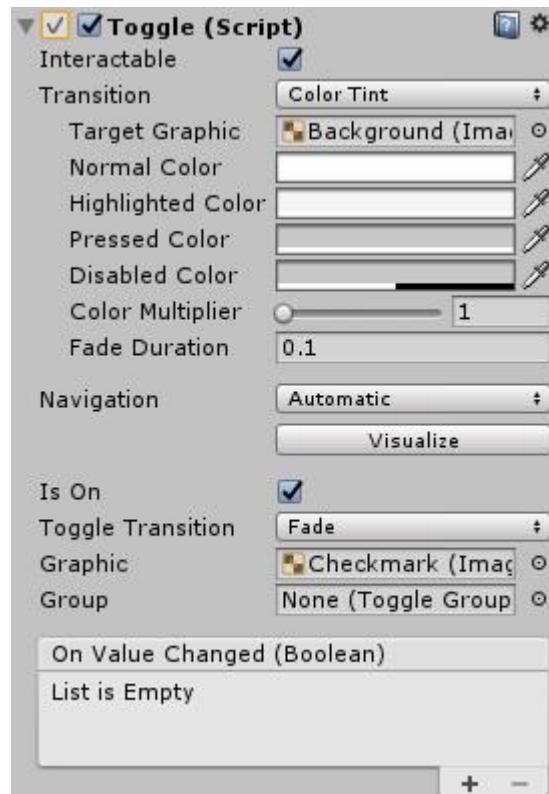 Toggle (Script)
Interactable
Transition Color Tint
Target Graphic Background (Ima
Normal Color
Highlighted Color
Pressed Color
Disabled Color
Color Multiplier 1
Fade Duration 0.1
Navigation Automatic
Visualize
Is On
Toggle Transition Fade
Graphic Checkmark (Imag
Group None (Toggle Group
On Value Changed (Boolean)
List is Empty
+ −